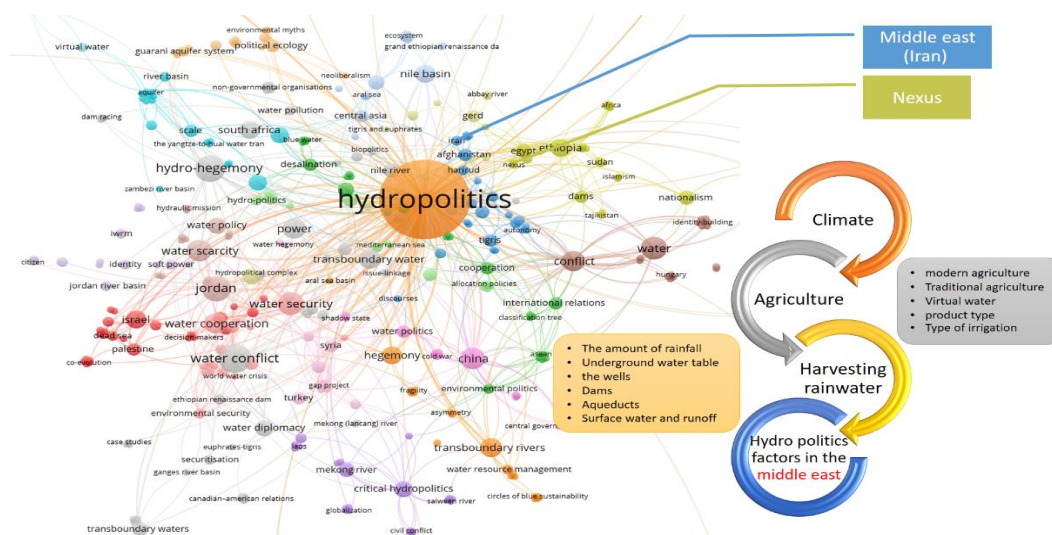 environmental myths
guarani aquifer system
political ecology
virtual water
ecosystem
grand ethiopian renaissance da
neoliberalism
nile basin
river basin
aquifer
non-governmental organisations
aral sea
central asia
abbay river
gerd
africa
dam racing
water pollution
scale
south africa
blue water
tigris and euphrates
iran
egypt
ethiopia
the yangtze-to-huai water tran
biopolitics
afghanistan
nexus
sudan
hydro-hegemony
desalination
nile river
harirud
islamism
hydropolitics
zambezi river basin
hydro-politics
dams
nationalism
tajikistan
hydraulic mission
water policy
power
autonomy
identity building
iwrm
water scarcity
water hegemony
mediterranean sea
tigris
water
citizen
identity
soft power
transboundary water
issue-linkage
cooperation
conflict
hungary
jordan river basin
hydropolitical complex
aral sea basin
allocation policies
jordan
discourses
international relations
water security
classification tree
israel
water cooperation
shadow state
dead sea
decision-makers
water politics
palestine
syria
cold war
asean
co-evolution
water conflict
hegemony
china
world water crisis
gap project
environmental politics
ethiopian renaissance dam
turkey
fragility
environmental security
asymmetry
central govern
water diplomacy
mekong (lancang) river
case studies
euphrates-tigris
laos
transboundary rivers
securitisation
mekong river
water resource management
ganges river basin
critical hydropolitics
circles of blue sustainability
canadian–american relations
salween river
globalization
transboundary waters
civil conflict
Middle east
(Iran)
Nexus
Climate
Agriculture
• modern agriculture
• Traditional agriculture
• Virtual water
• product type
• Type of irrigation
• The amount of rainfall
• Underground water table
• the wells
• Dams
• Aqueducts
• Surface water and runoff
Harvesting
rainwater
Hydro politics
factors in the
middle east